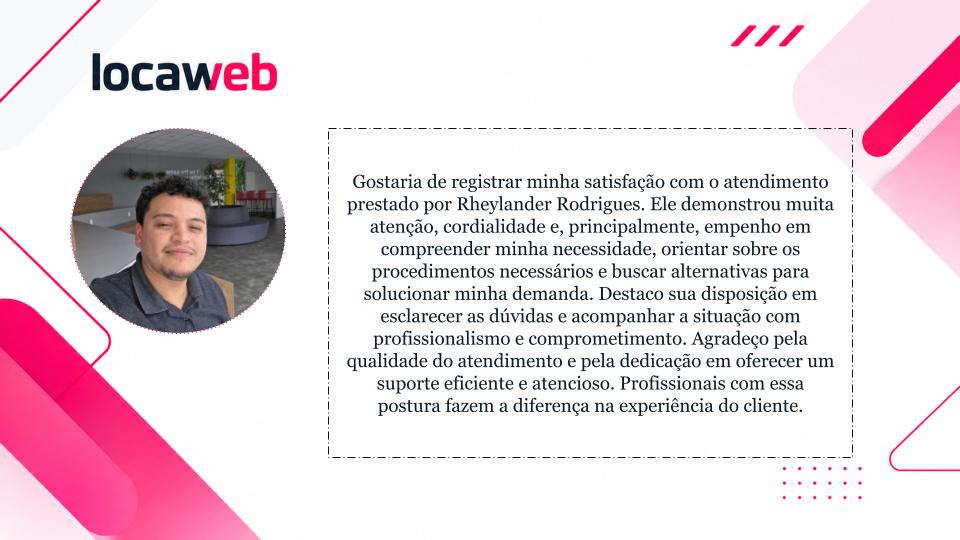 locaweb
Gostaria de registrar minha satisfação com o atendimento
prestado por Rheylander Rodrigues. Ele demonstrou muita
atenção, cordialidade e, principalmente, empenho em
compreender minha necessidade, orientar sobre os
procedimentos necessários e buscar alternativas para
solucionar minha demanda. Destaco sua disposição em
esclarecer as dúvidas e acompanhar a situação com
profissionalismo e comprometimento. Agradeço pela
qualidade do atendimento e pela dedicação em oferecer um
suporte eficiente e atencioso. Profissionais com essa
postura fazem a diferença na experiência do cliente.